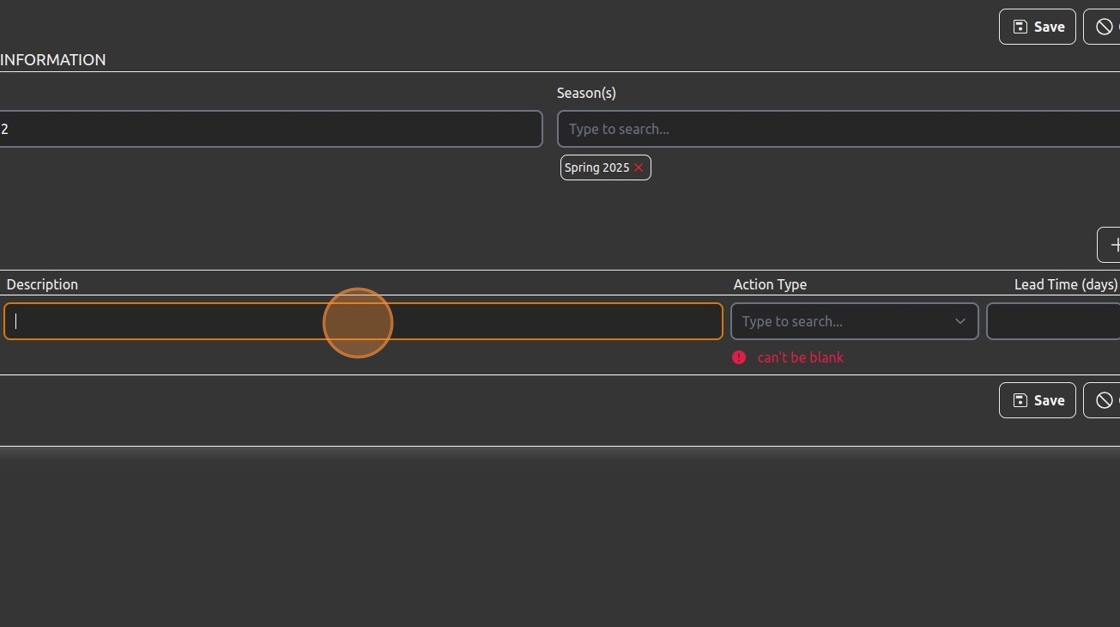 Save
INFORMATION
Season(s)
2
Type to search...
Spring 2025
Description
Action Type
Lead Time (days)
Type to search...
can't be blank
Save